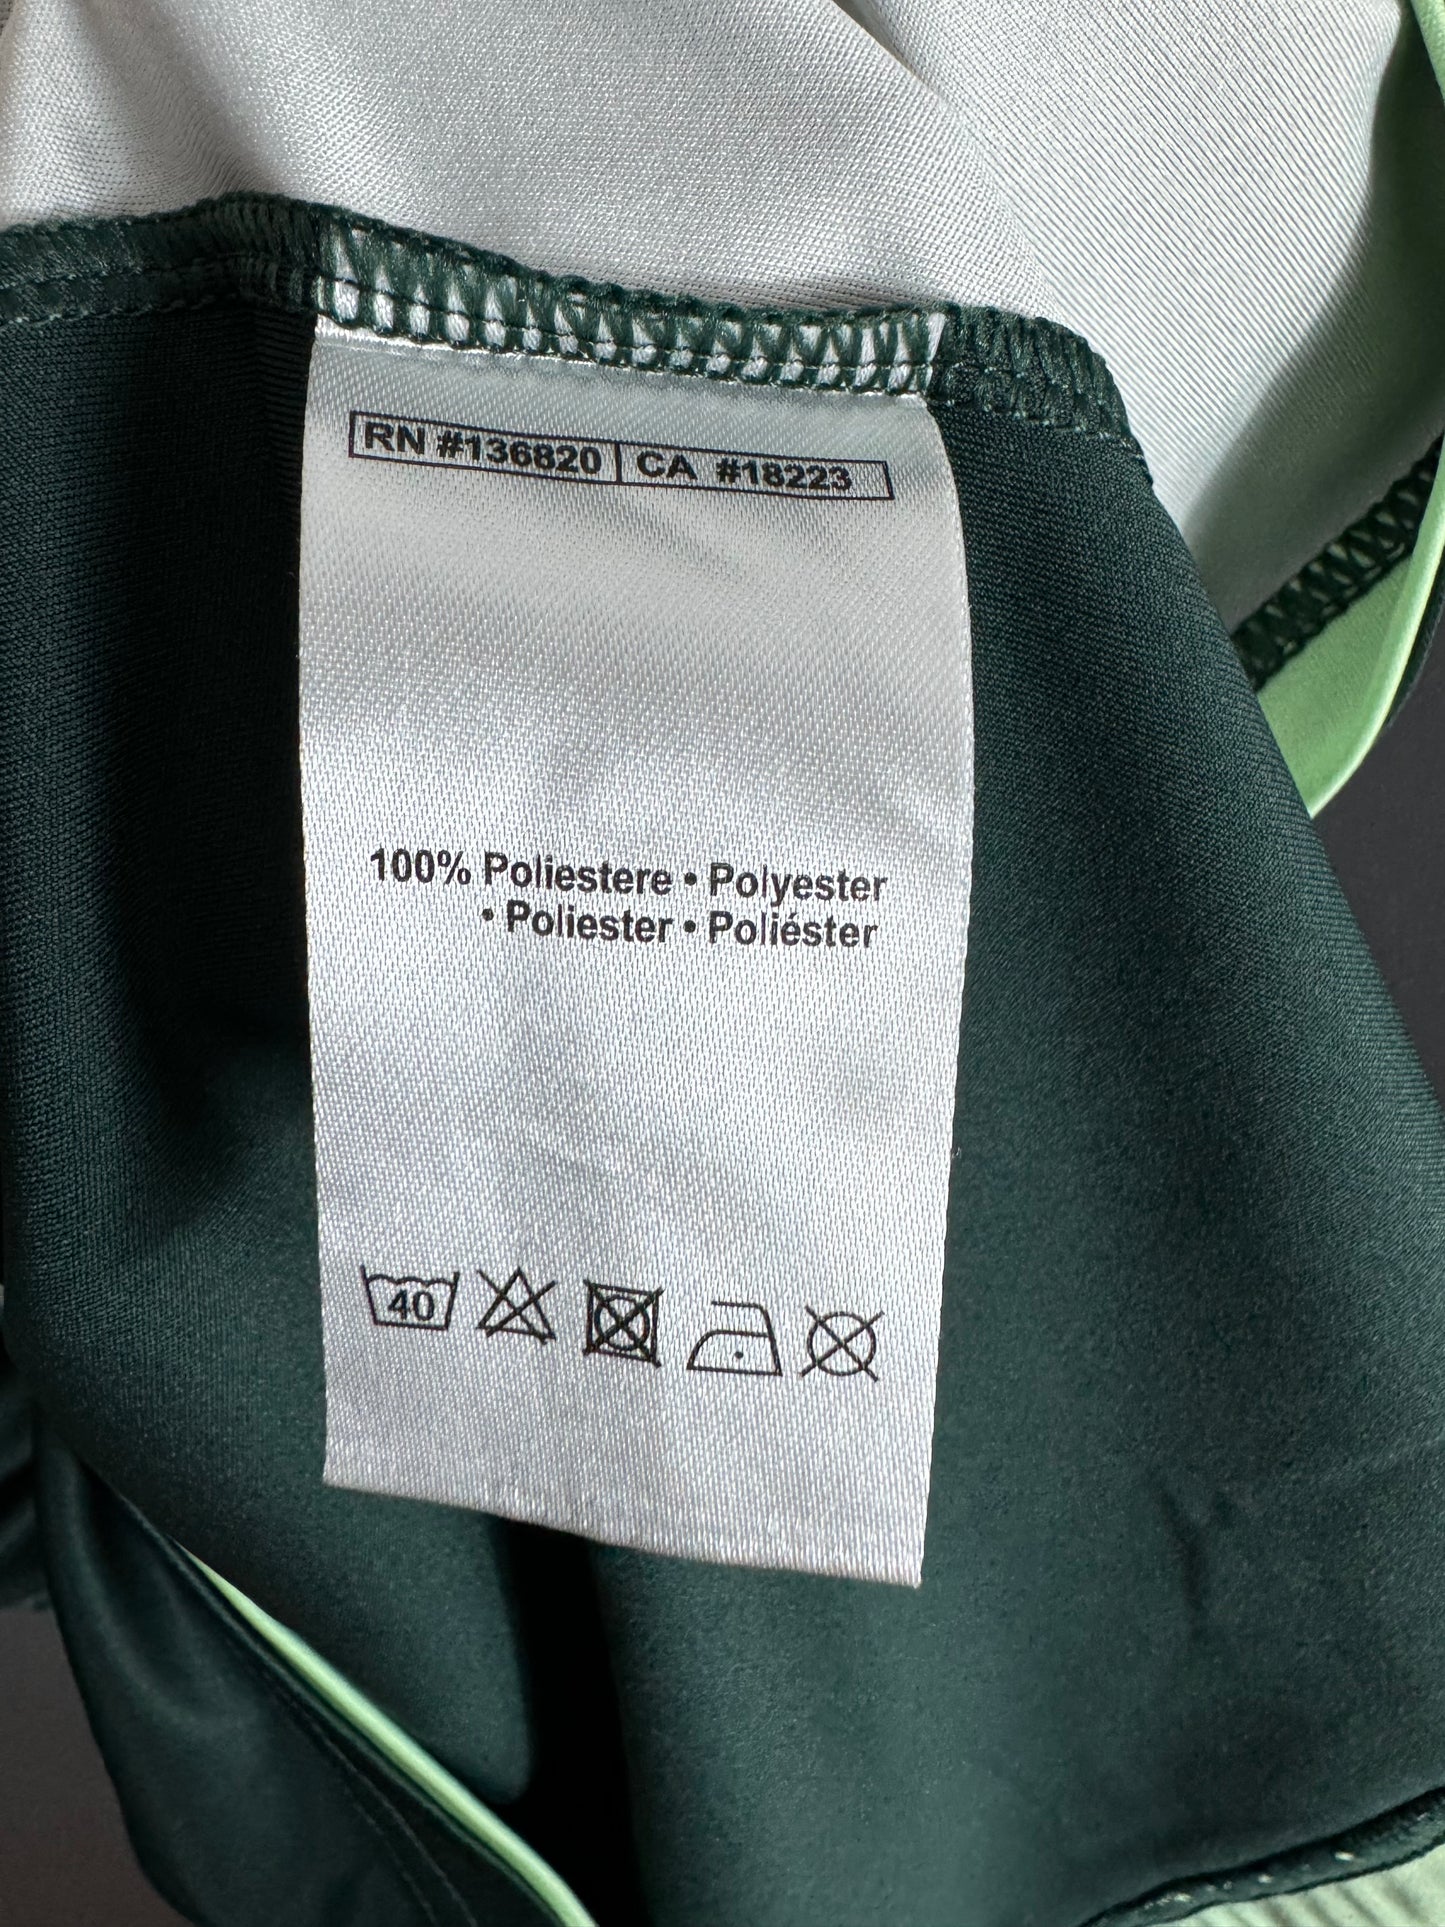 RN #136820 CA #18223
100% Poliestere • Polyester
• Poliester • Poliéster
40